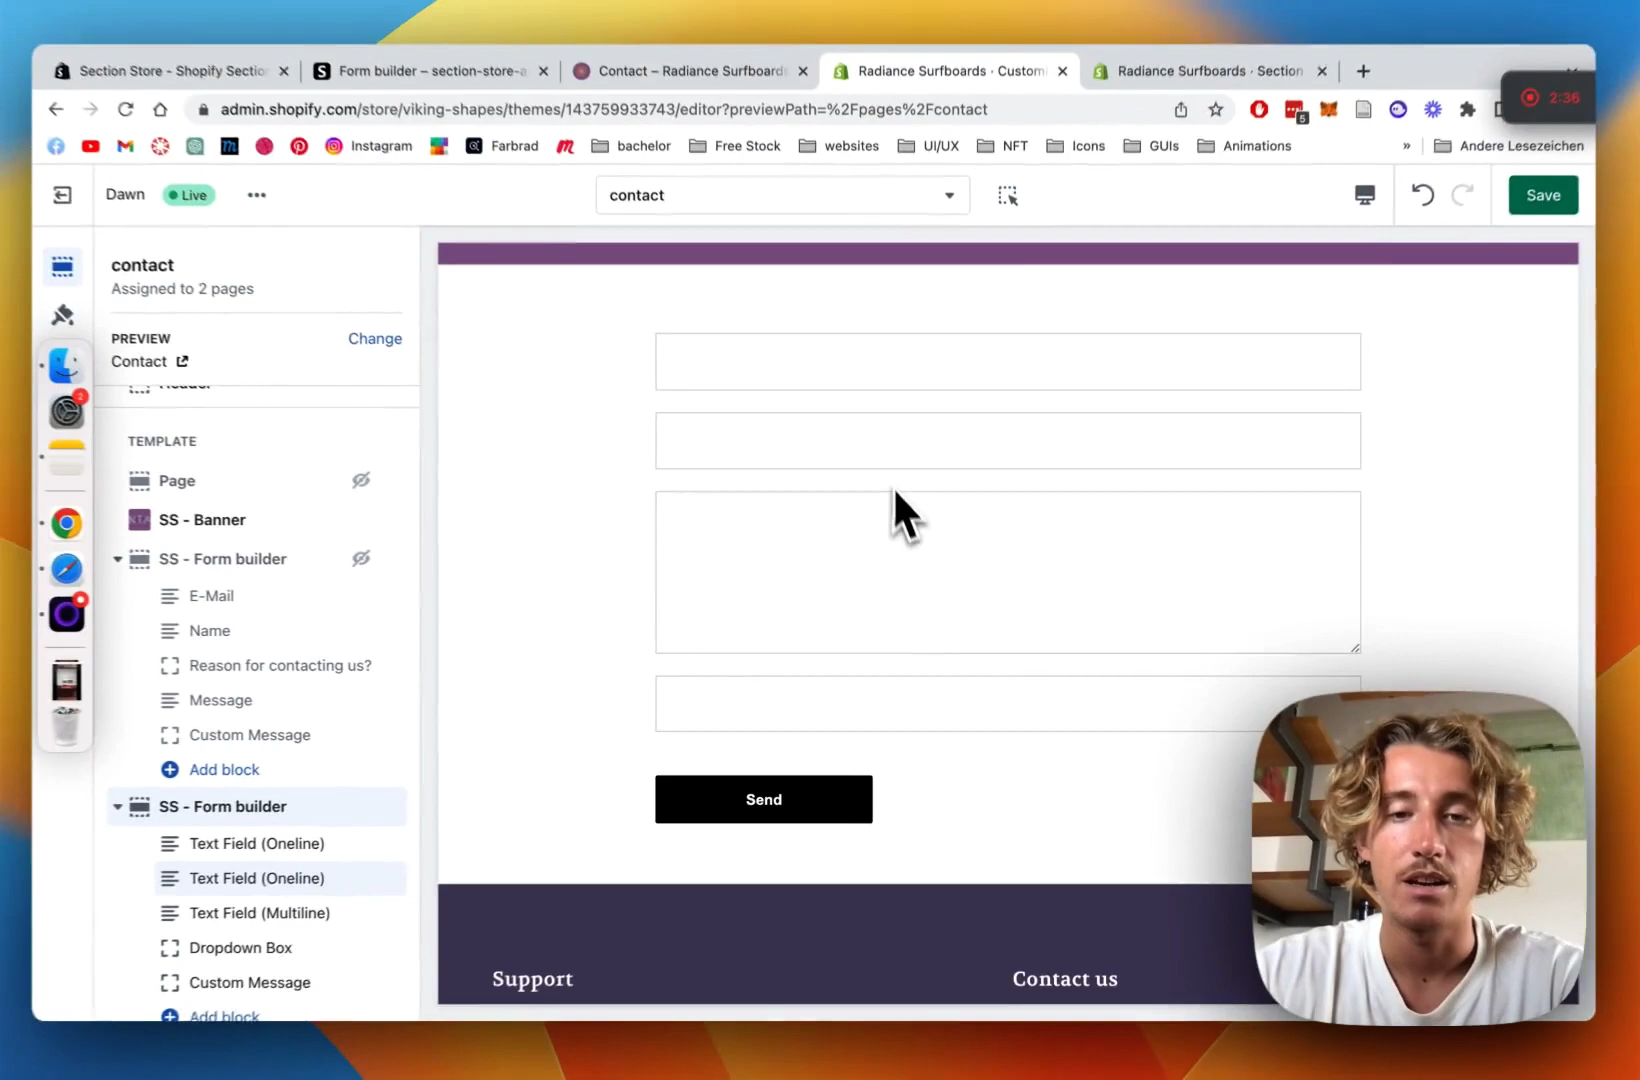 Section Store - Shopify Sectio
Form builder – section-store-a
Contact – Radiance Surfboards
Radiance Surfboards · Customi
Radiance Surfboards · Section
2:36
admin.shopify.com/store/viking-shapes/themes/143759933743/editor?previewPath=%2Fpages%2Fcontact
5
Instagram
Farbrad
bachelor
Free Stock
websites
UI/UX
NFT
Icons
GUIs
Animations
»
Andere Lesezeichen
Dawn
Live
contact
Save
contact
Assigned to 2 pages
PREVIEW
Change
Contact
Header
2
TEMPLATE
Page
SS - Banner
SS - Form builder
E-Mail
Name
Reason for contacting us?
Message
Custom Message
Add block
SS - Form builder
Text Field (Oneline)
Text Field (Oneline)
Text Field (Multiline)
Dropdown Box
Custom Message
Add block
Send
Support
Contact us